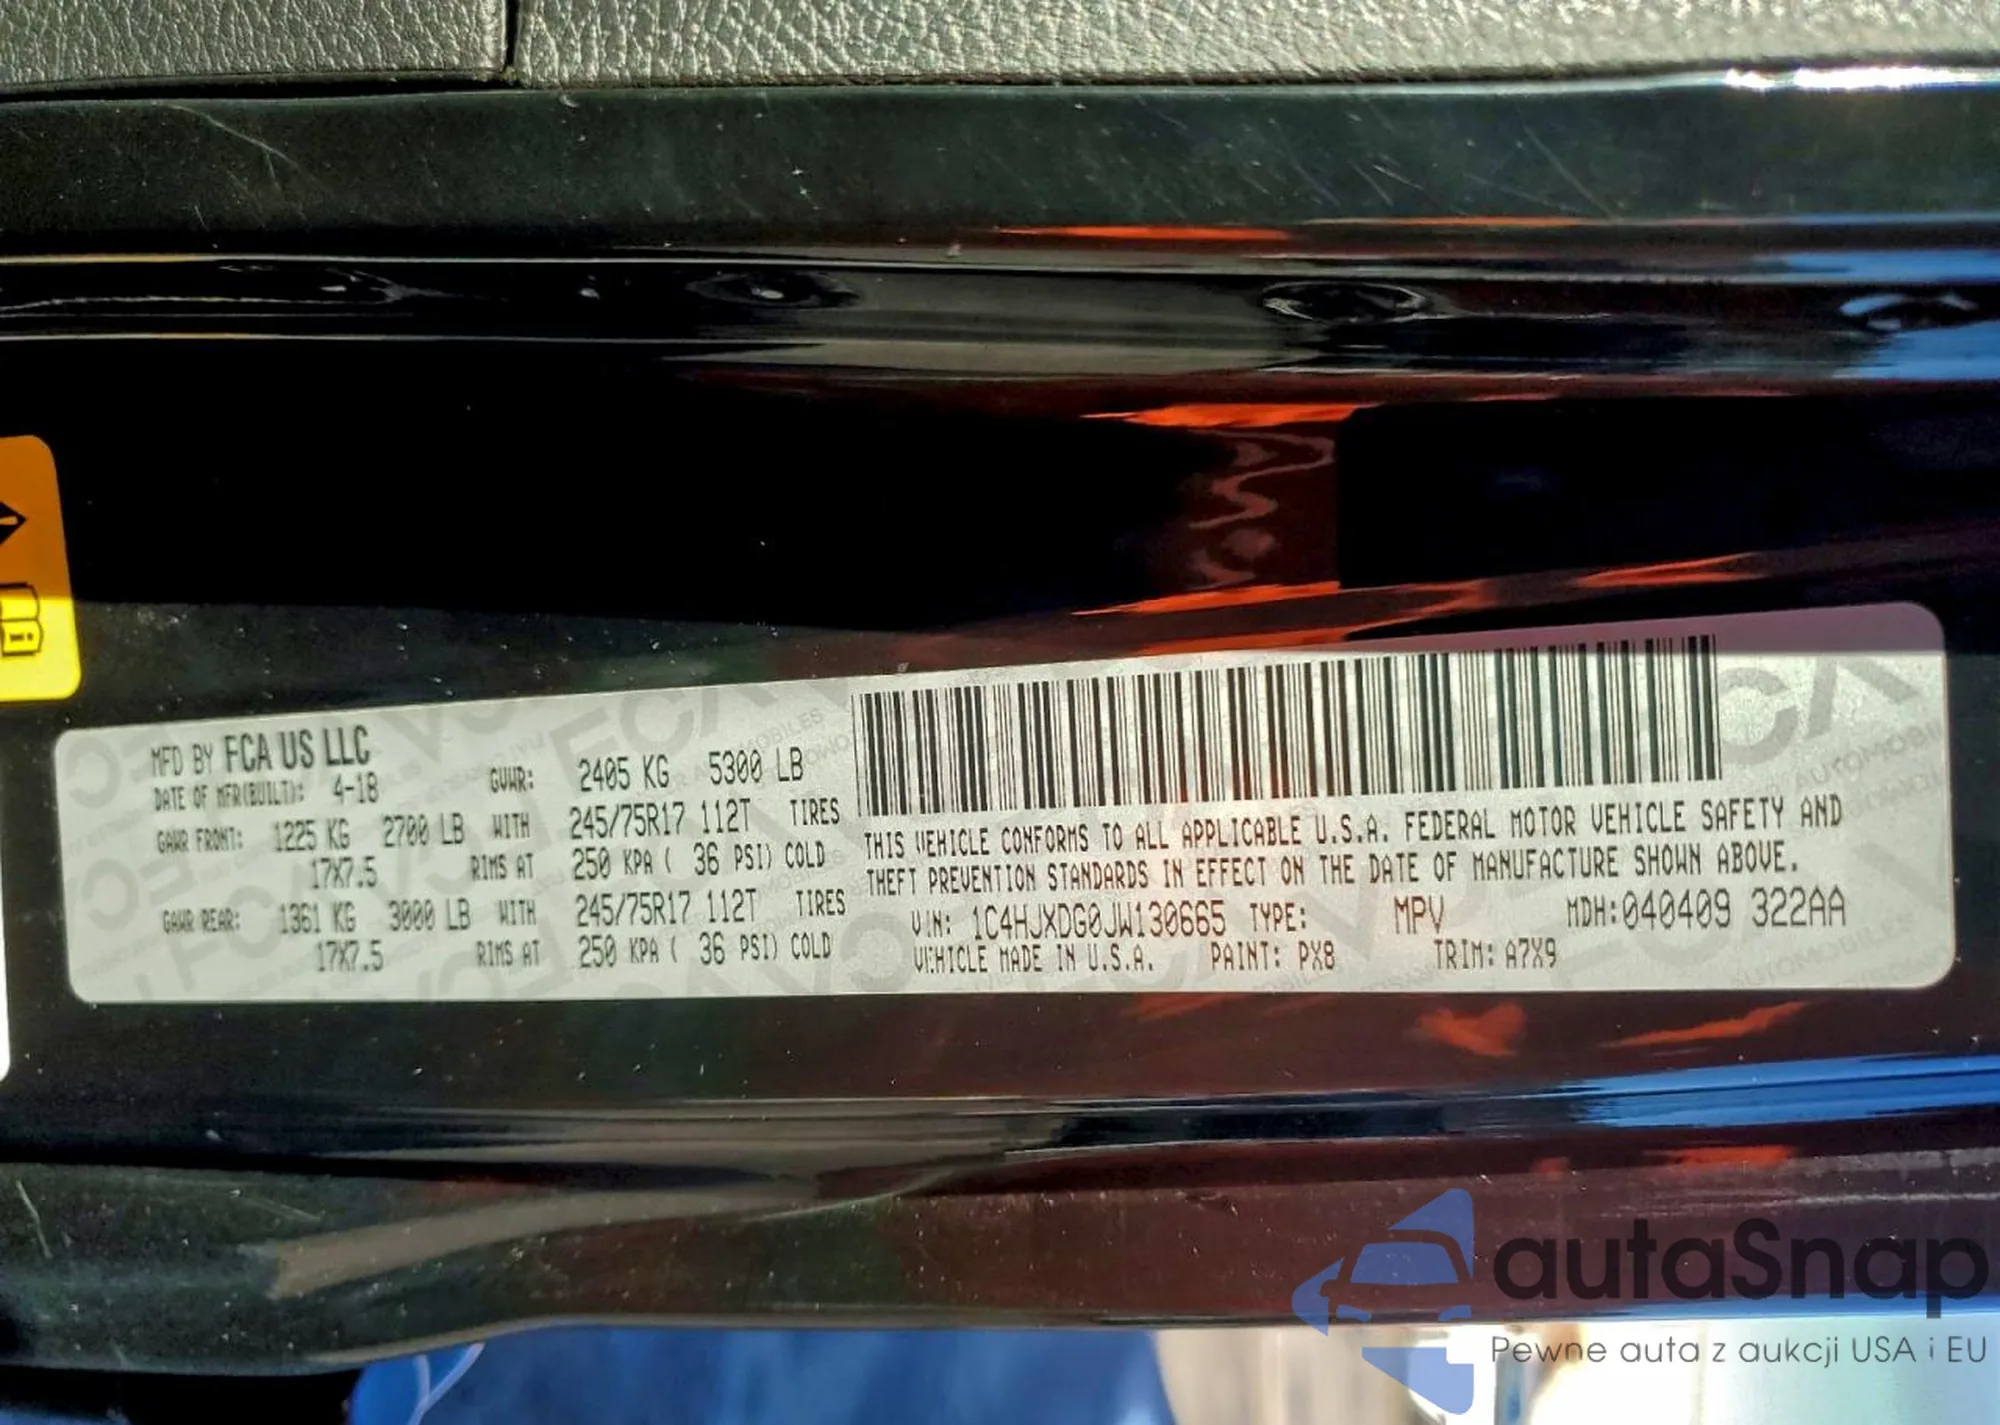 MFD BY FCA US LLC
DATE OF MFR(BUILT): 4-18 GVWR: 2405 KG 5300 LB
GAWR FRONT: 1225 KG 2700 LB WITH 245/75R17 112T TIRES
17X7.5 RIMS AT 250 KPA ( 36 PSI) COLD
GAWR REAR: 1361 KG 3000 LB WITH 245/75R17 112T TIRES
17X7.5 RIMS AT 250 KPA ( 36 PSI) COLD
THIS VEHICLE CONFORMS TO ALL APPLICABLE U.S.A. FEDERAL MOTOR VEHICLE SAFETY AND
THEFT PREVENTION STANDARDS IN EFFECT ON THE DATE OF MANUFACTURE SHOWN ABOVE.
VIN: 1C4HJXDG0JW130665 TYPE: MPV MDH:040409 322AA
VEHICLE MADE IN U.S.A. PAINT: PX8 TRIM: A7X9
autaSnap
Pewne auta z aukcji USA i EU